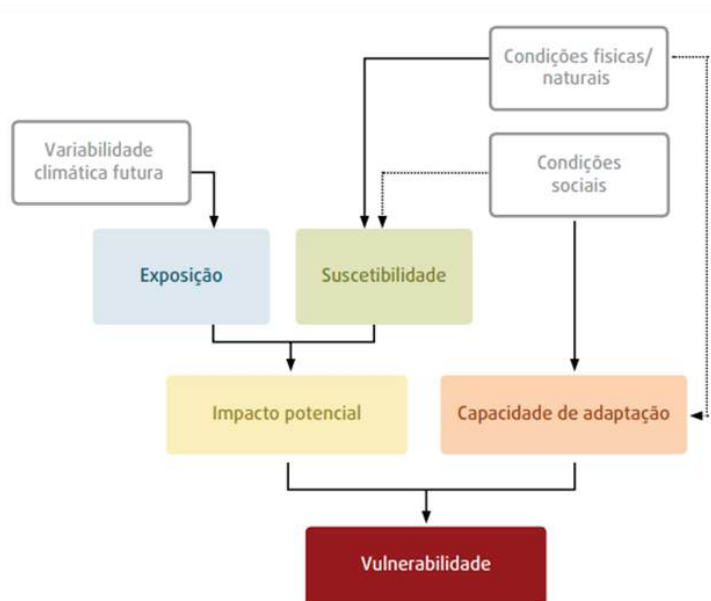 Condições fisicas/
naturais
Variabilidade
climática futura
Condições
sociais
Exposição
Suscetibilidade
Impacto potencial
Capacidade de adaptação
Vulnerabilidade